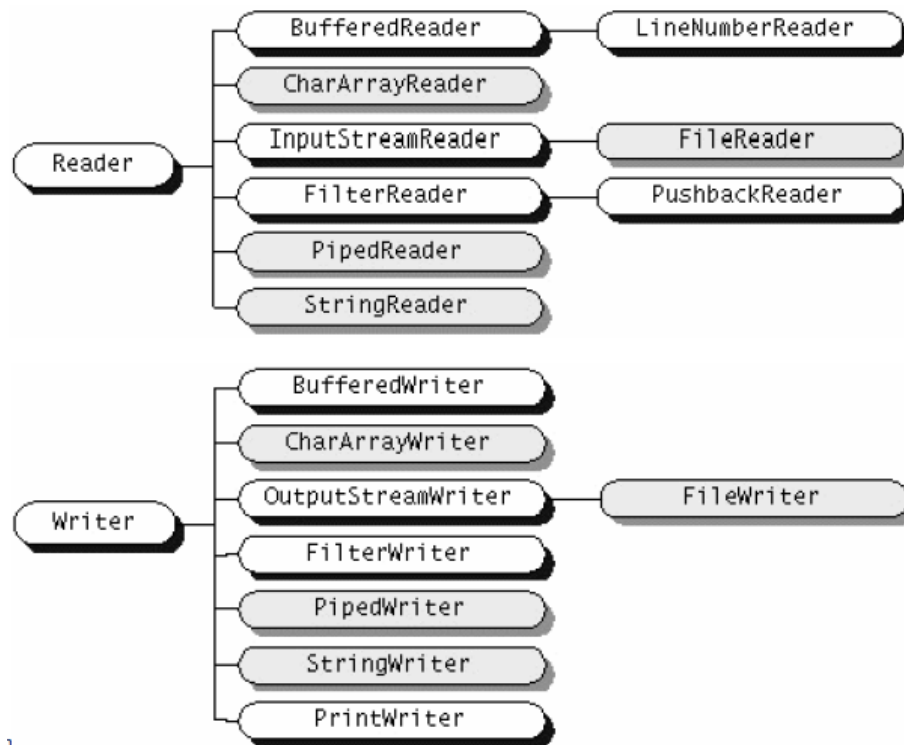 BufferedReader LineNumberReader
CharArrayReader
InputStreamReader FileReader
Reader
FilterReader PushbackReader
PipedReader
StringReader
BufferedWriter
CharArrayWriter
OutputStreamWriter FileWriter
Writer
FilterWriter
PipedWriter
StringWriter
PrintWriter